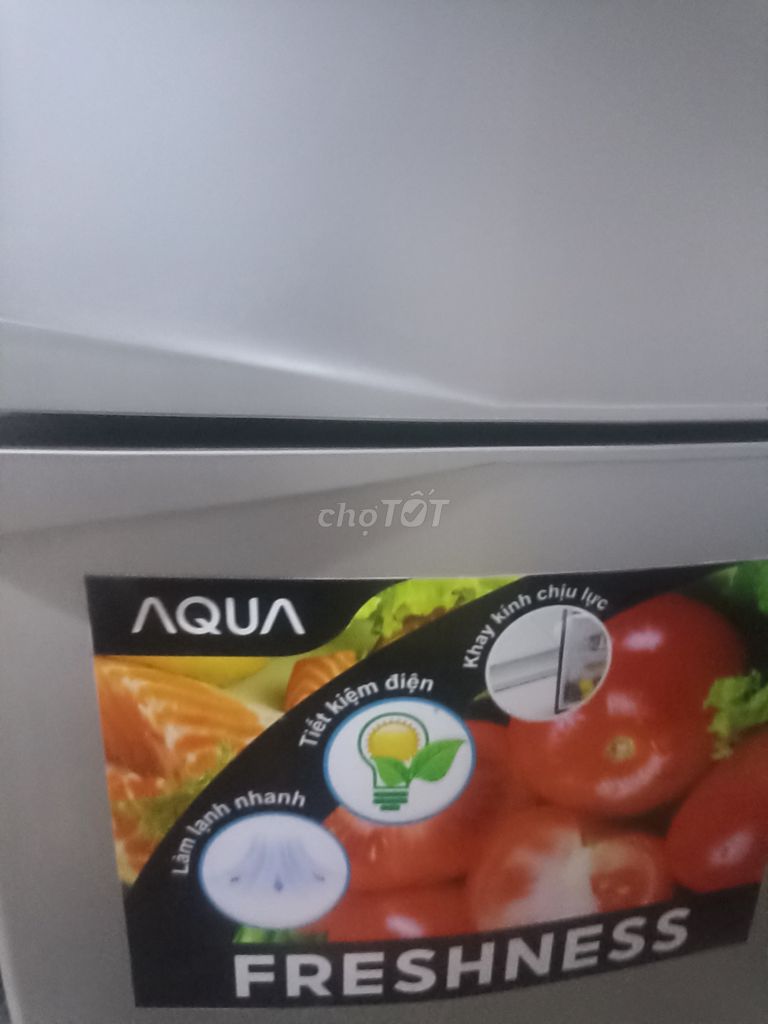 chợTỐT
AQUA
Khay kính chịu lực
Tiết kiệm điện
Làm lạnh nhanh
FRESHNESS